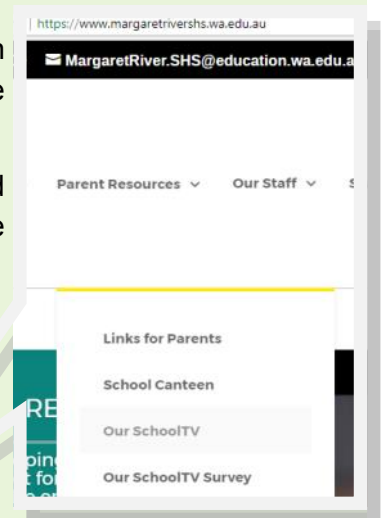 https://www.margaretrivershs.wa.edu.au
MargaretRiver.SHS@education.wa.edu.a
Parent Resources Our Staff
Links for Parents
School Canteen
Our SchoolTV
Our SchoolTV Survey